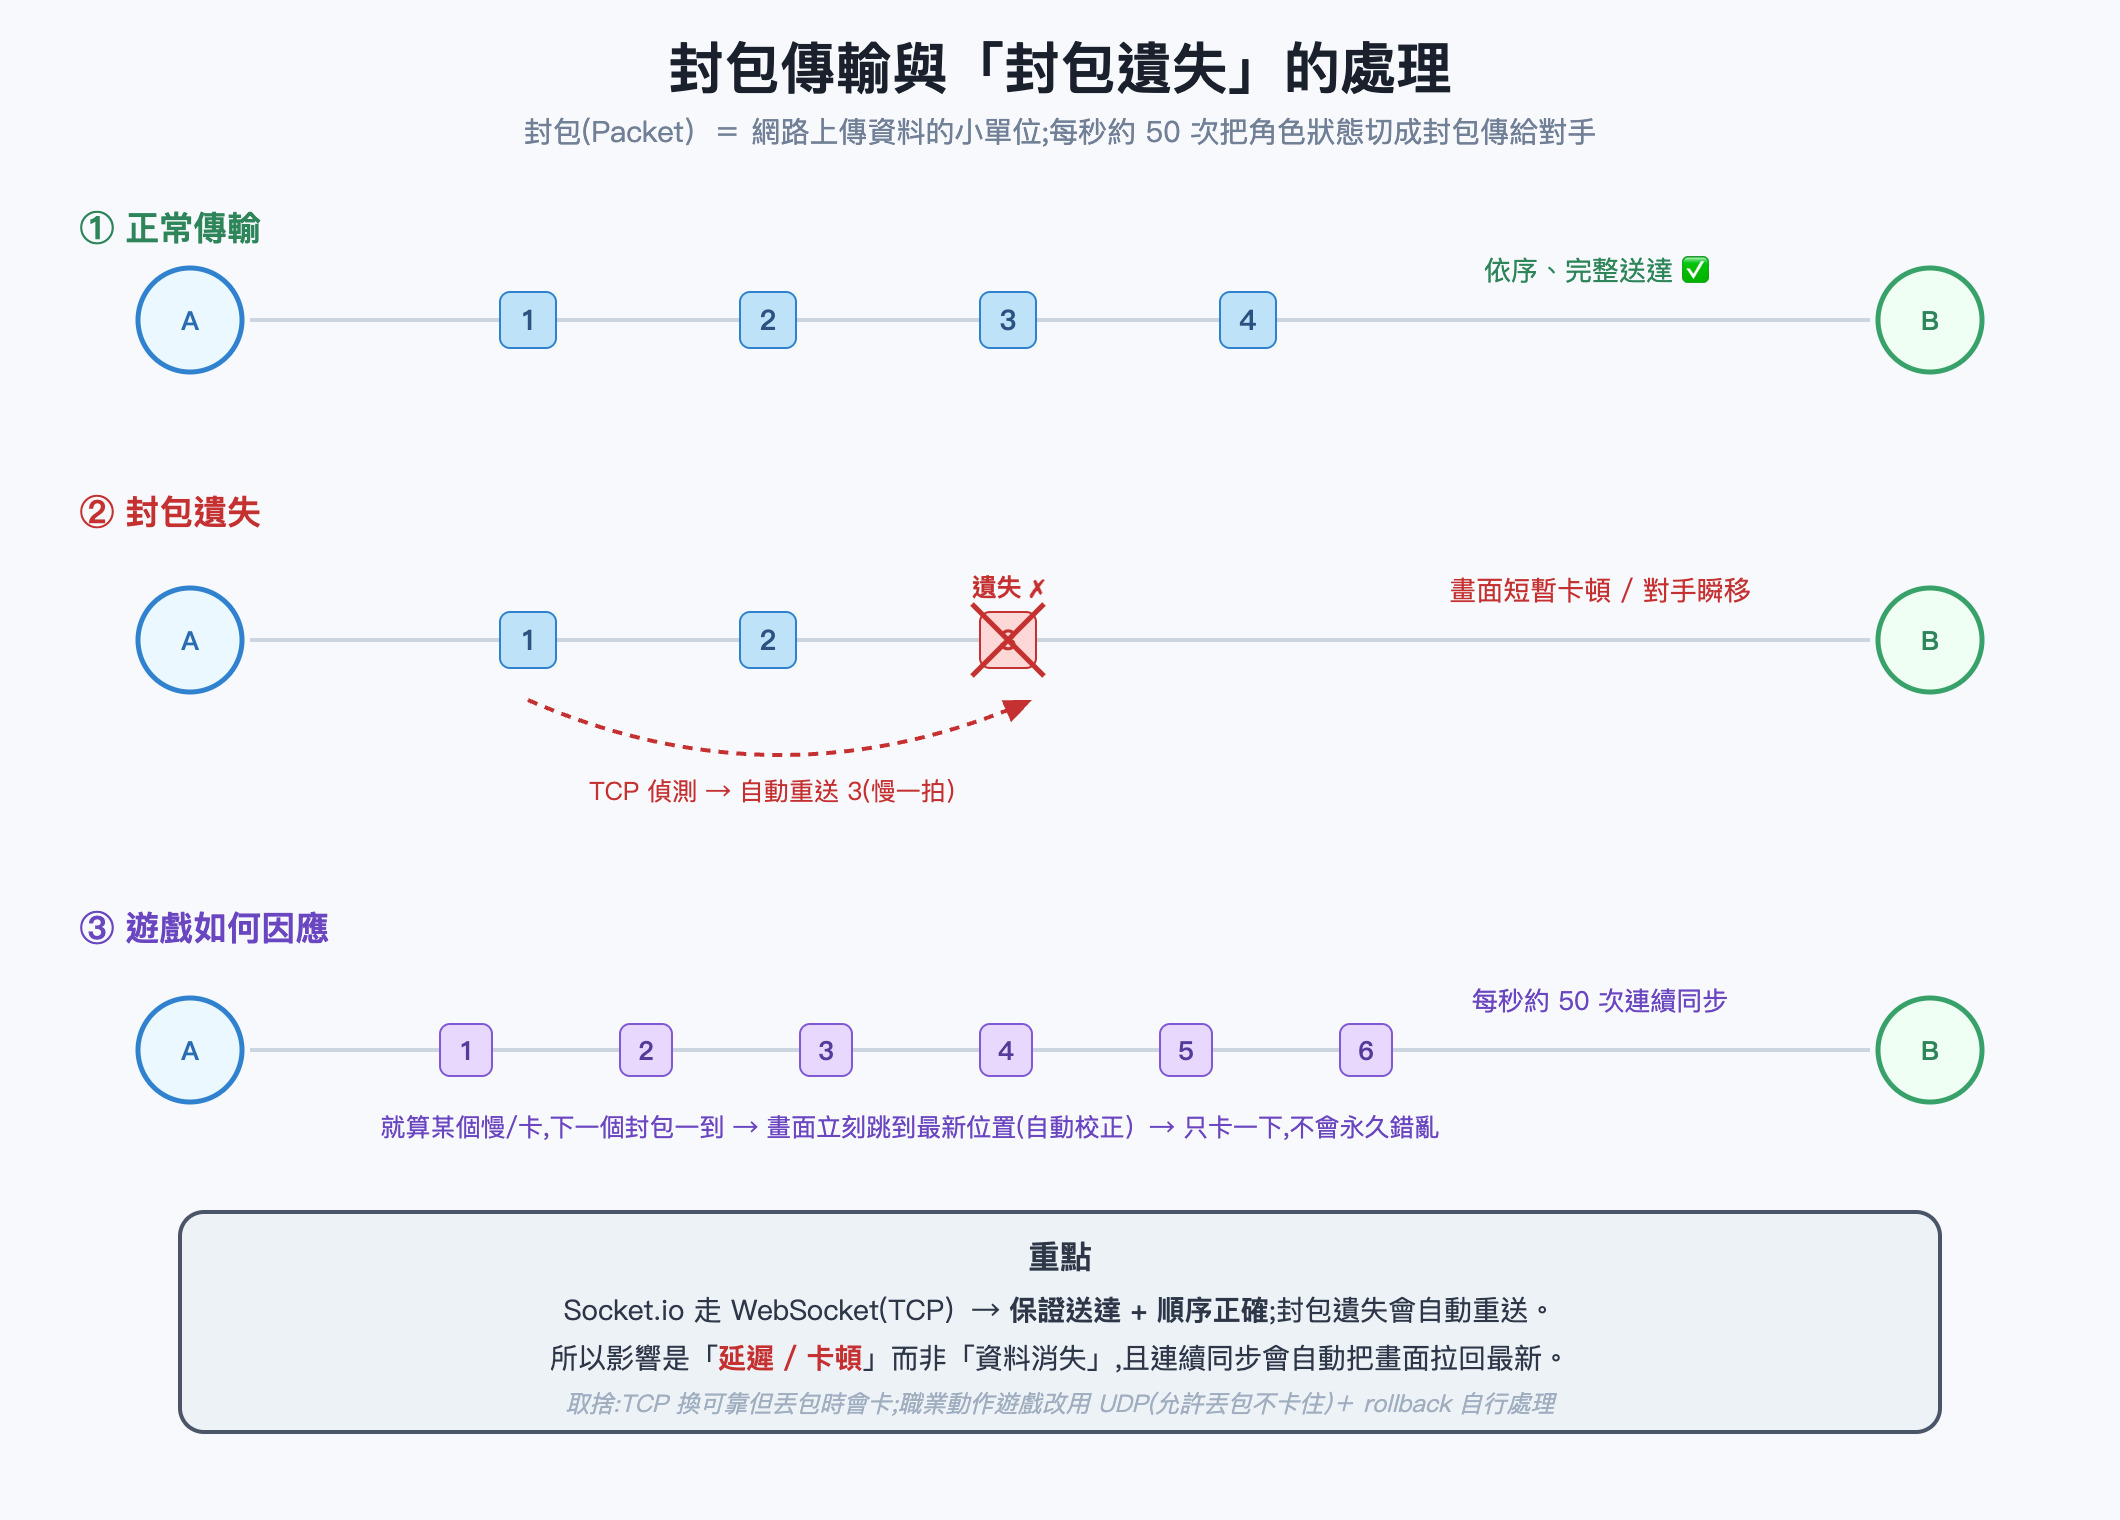 封包傳輸與「封包遺失」的處理
封包(Packet) = 網路上傳資料的小單位;每秒約 50 次把角色狀態切成封包傳給對手
① 正常傳輸
依序、完整送達 ✅
A 1 2 3 4 B
② 封包遺失
遺失 ✗
畫面短暫卡頓 / 對手瞬移
A 1 2 B
TCP 偵測 → 自動重送 3(慢一拍)
③ 遊戲如何因應
每秒約 50 次連續同步
A 1 2 3 4 5 6 B
就算某個慢/卡,下一個封包一到 → 畫面立刻跳到最新位置(自動校正) → 只卡一下,不會永久錯亂
重點
Socket.io 走 WebSocket(TCP) → 保證送達 + 順序正確;封包遺失會自動重送。
所以影響是「延遲 / 卡頓」而非「資料消失」,且連續同步會自動把畫面拉回最新。
取捨:TCP 換可靠但丟包時會卡;職業動作遊戲改用 UDP(允許丟包不卡住)+ rollback 自行處理